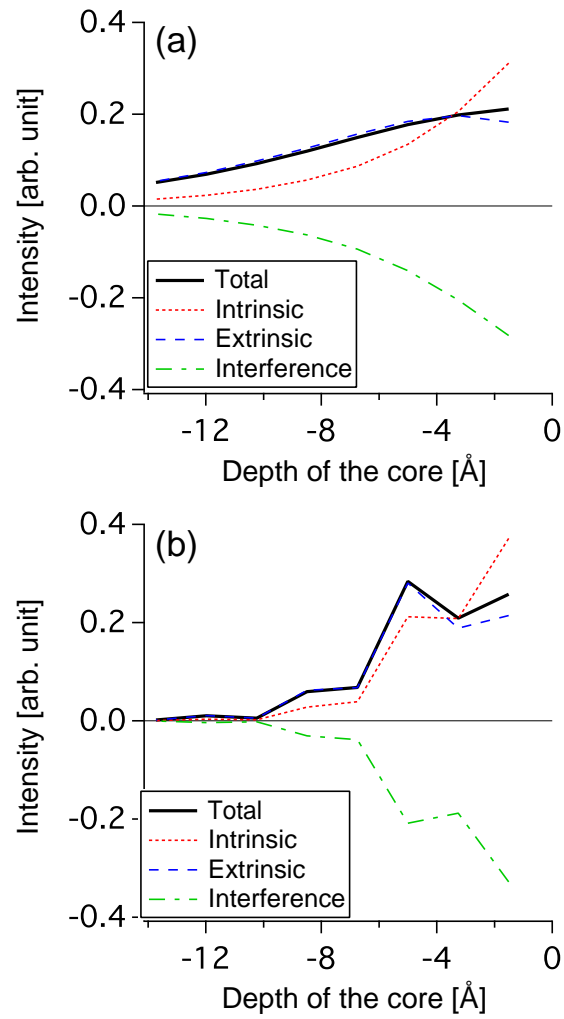 (a)
0.4
0.2
0.0
-0.2
-0.4
Intensity [arb. unit]
Total
Intrinsic
Extrinsic
Interference
-12 -8 -4 0
Depth of the core [Å]
(b)
0.4
0.2
0.0
-0.2
-0.4
Intensity [arb. unit]
Total
Intrinsic
Extrinsic
Interference
-12 -8 -4 0
Depth of the core [Å]